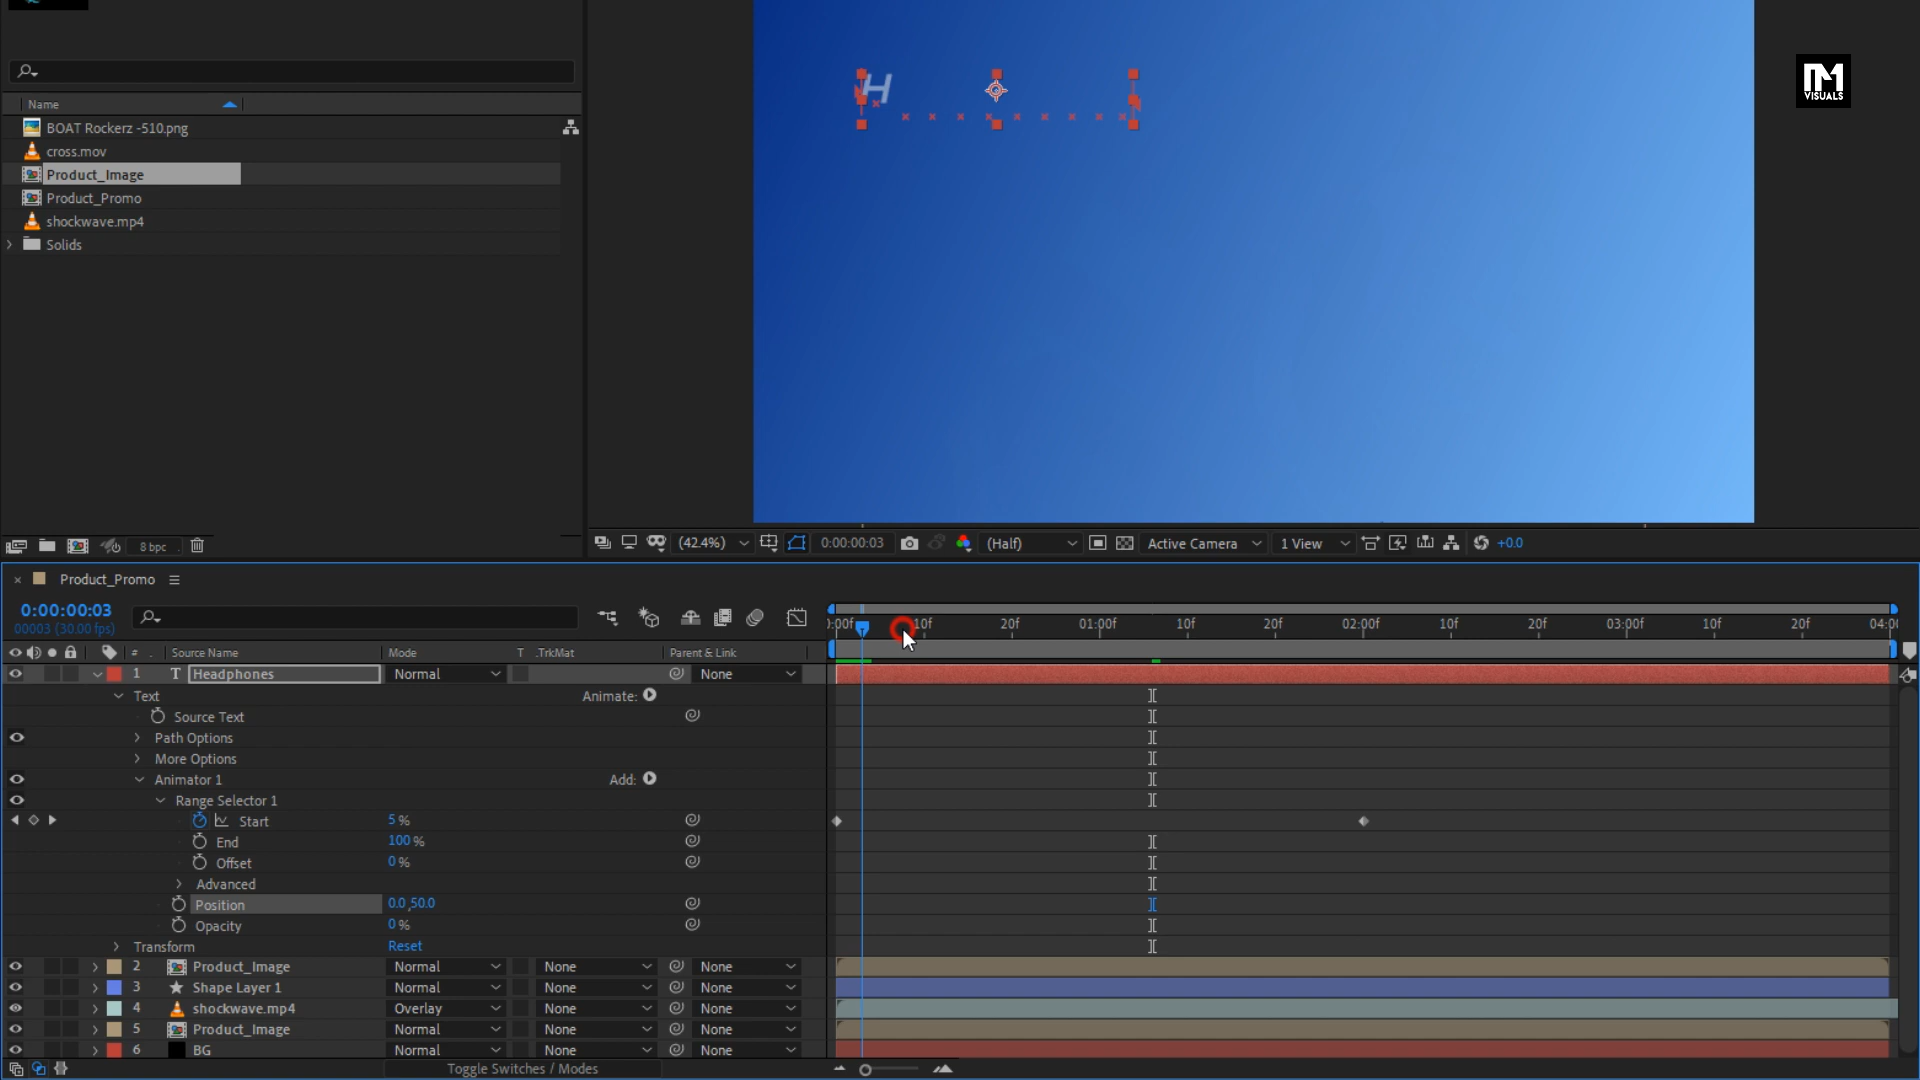 H
IM
VISUALS
Name
BOAT Rockerz -510.png
cross.mov
Product_Image
Product_Promo
shockwave.mp4
Solids
8 bpc
(42.4%)
0:00:00:03
(Half)
Active Camera
1 View
+0.0
× Product_Promo
0:00:00:03
00003 (30.00 fps)
):00f 10f 20f 01:00f 10f 20f 02:00f 10f 20f 03:00f 10f 20f 04:0(
# . Source Name Mode T .TrkMat Parent & Link
1 T Headphones Normal None
Text Animate:
Source Text
Path Options
More Options
Animator 1 Add:
Range Selector 1
Start 5 %
End 100 %
Offset 0 %
Advanced
Position 0.0 ,50.0
Opacity 0 %
Transform Reset
2 Product_Image Normal None None
3 Shape Layer 1 Normal None None
4 shockwave.mp4 Overlay None None
5 Product_Image Normal None None
6 BG Normal None None
Toggle Switches / Modes